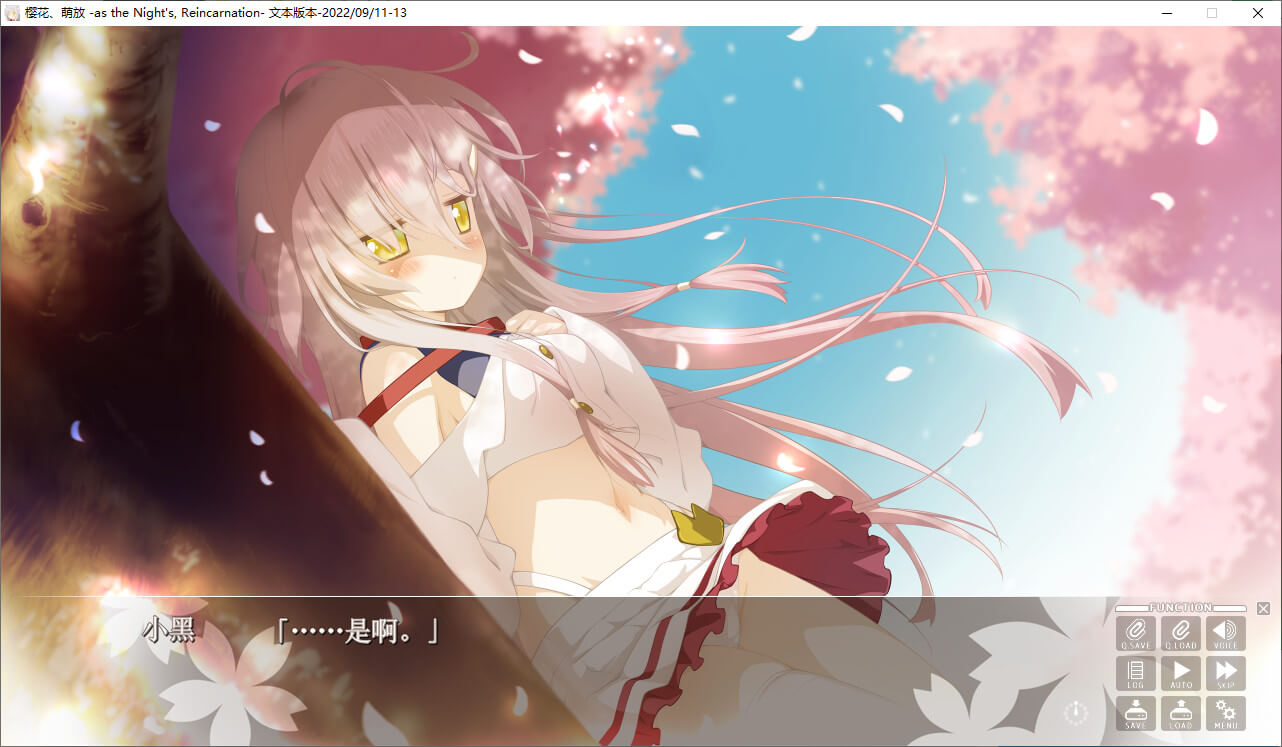 樱花、萌放 -as the Night's, Reincarnation- 文本版本-2022/09/11-13
小黑 「……是啊。」
FUNCTION
Q.SAVE Q.LOAD VOICE
LOG AUTO SKIP
SAVE LOAD MENU